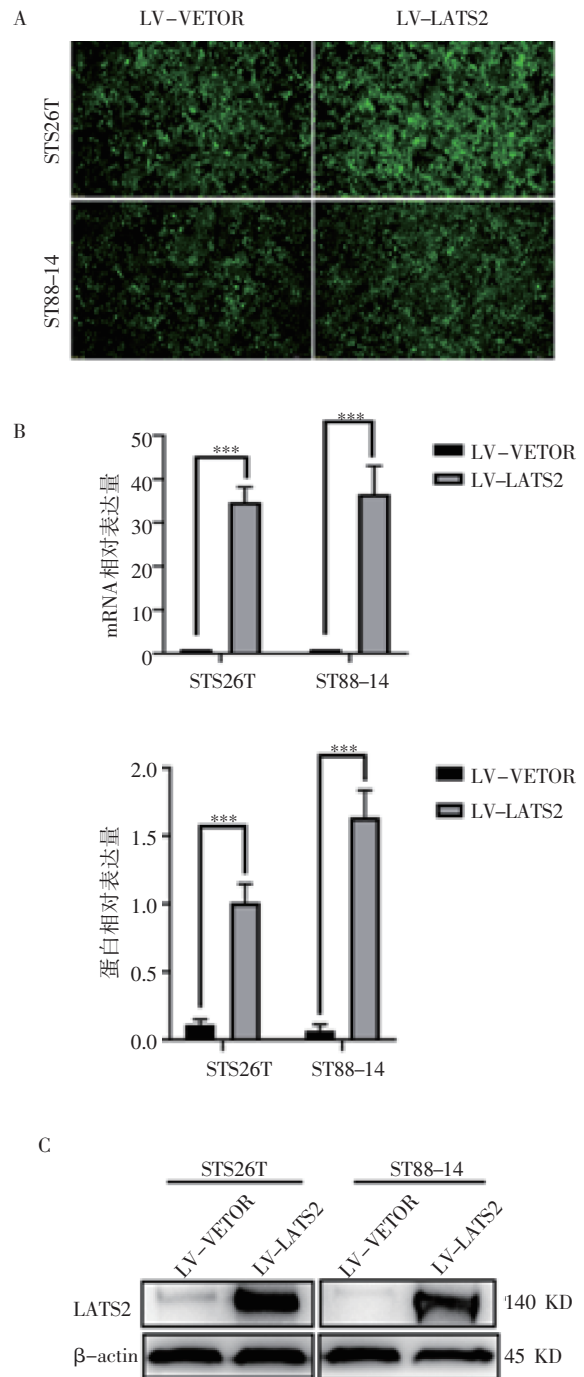 A
LV-VETOR LV-LATS2
STS26T
ST88-14
B
mRNA相对表达量
50
40
30
20
10
0
***
***
STS26T ST88-14
LV-VETOR
LV-LATS2
蛋白相对表达量
2.0
1.5
1.0
0.5
0.0
***
***
STS26T ST88-14
LV-VETOR
LV-LATS2
C
STS26T ST88-14
LV-VETOR LV-LATS2 LV-VETOR LV-LATS2
LATS2 140 KD
β-actin 45 KD